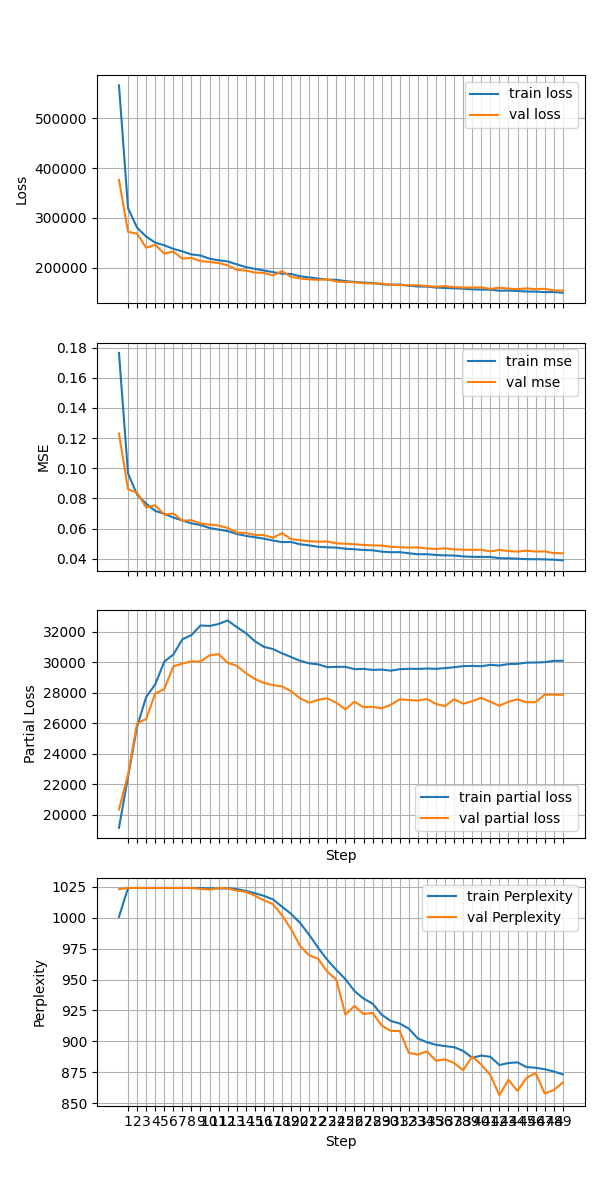 train loss
val loss
500000
400000
300000
200000
Loss
train mse
val mse
0.18
0.16
0.14
0.12
0.10
0.08
0.06
0.04
MSE
32000
30000
28000
26000
24000
22000
20000
Partial Loss
train partial loss
val partial loss
Step
train Perplexity
val Perplexity
1025
1000
975
950
925
900
875
850
Perplexity
1 2 3 4 5 6 7 8 9 10 11 12 13 14 15 16 17 18 19 20 21 22 23 24 25 26 27 28 29 30 31 32 33 34 35 36 37 38 39 40 41 42 43 44 45 46 47 48 49
Step